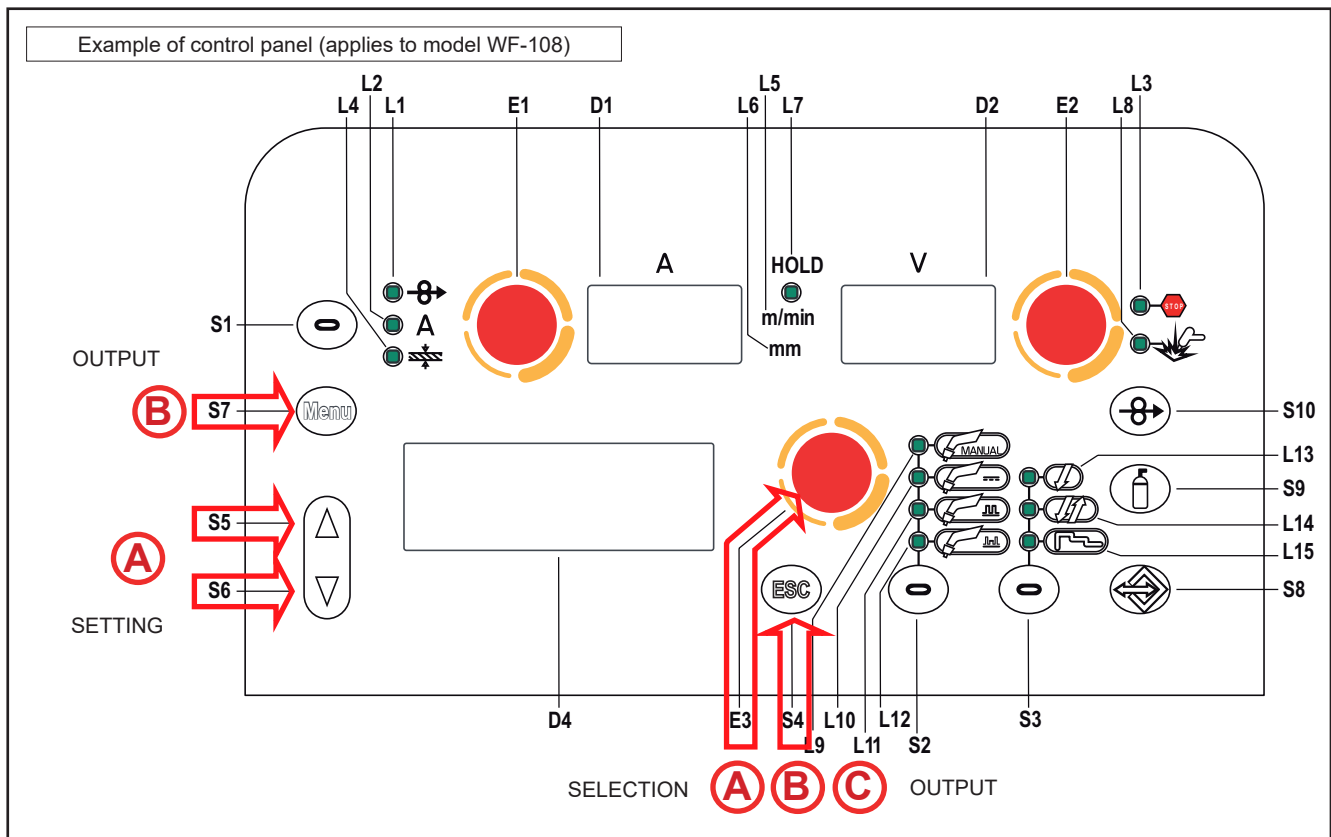 Example of control panel (applies to model WF-108)
L2 L5 L3
L4 L1 E1 D1 L6 L7 D2 E2 L8
A HOLD V
m/min
mm
STOP
S1 A
OUTPUT
B S7 Menu
S10
MANUAL
L13
S9
L14
L15
S5
A
S6
SETTING
ESC
S8
D4 E3 S4 L10 L12 S3
L9 L11 S2
SELECTION A B C OUTPUT